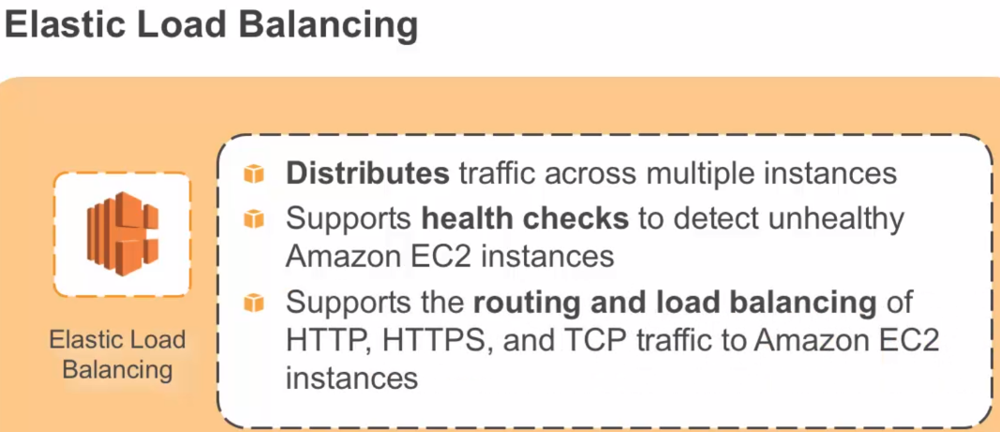 Elastic Load Balancing
Distributes traffic across multiple instances
Supports health checks to detect unhealthy
Amazon EC2 instances
Supports the routing and load balancing of
HTTP, HTTPS, and TCP traffic to Amazon EC2
instances
Elastic Load
Balancing